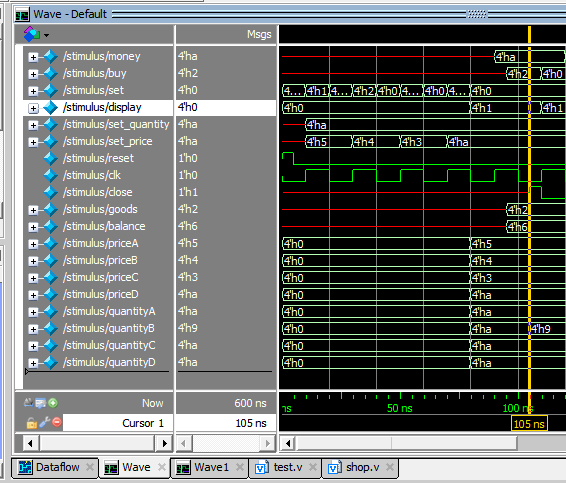 Wave - Default
Msgs
/stimulus/money 4'ha 4'ha
/stimulus/buy 4'h2 4'h2 4'h0
/stimulus/set 4'h0 4... 4'h1 4... 4'h2 4'h0 4... 4'h0 4... 4'h0
/stimulus/display 4'h0 4'h0 4'h1 4'h1
/stimulus/set_quantity 4'ha 4'ha
/stimulus/set_price 4'ha 4'h5 4'h4 4'h3 4'ha
/stimulus/reset 1'h0
/stimulus/clk 1'h0
/stimulus/close 1'h1
/stimulus/goods 4'h2 4'h2
/stimulus/balance 4'h6 4'h6
/stimulus/priceA 4'h5 4'h0 4'h5
/stimulus/priceB 4'h4 4'h0 4'h4
/stimulus/priceC 4'h3 4'h0 4'h3
/stimulus/priceD 4'ha 4'h0 4'ha
/stimulus/quantityA 4'ha 4'h0 4'ha
/stimulus/quantityB 4'h9 4'h0 4'ha 4'h9
/stimulus/quantityC 4'ha 4'h0 4'ha
/stimulus/quantityD 4'ha 4'h0 4'ha
Now 600 ns ns 50 ns 100 ns
Cursor 1 105 ns 105 ns
Dataflow Wave Wave1 test.v shop.v